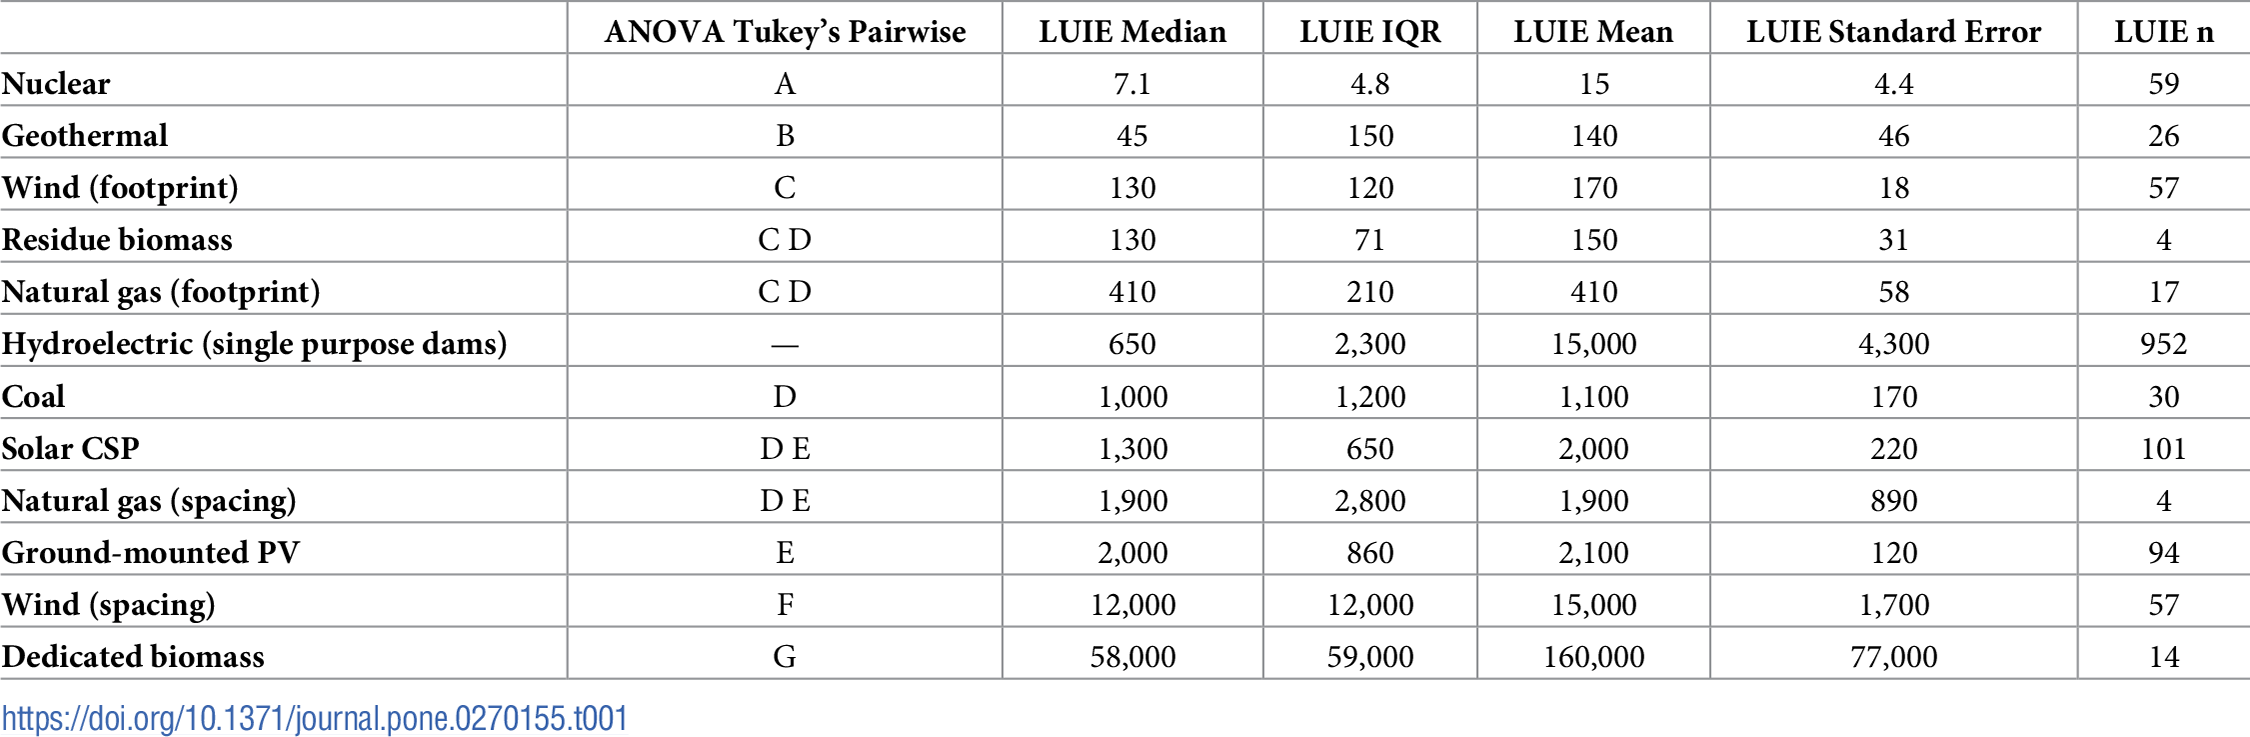 ANOVA Tukey’s Pairwise LUIE Median LUIE IQR LUIE Mean LUIE Standard Error LUIE n
Nuclear A 7.1 4.8 15 4.4 59
Geothermal B 45 150 140 46 26
Wind (footprint) C 130 120 170 18 57
Residue biomass C D 130 71 150 31 4
Natural gas (footprint) C D 410 210 410 58 17
Hydroelectric (single purpose dams) — 650 2,300 15,000 4,300 952
Coal D 1,000 1,200 1,100 170 30
Solar CSP D E 1,300 650 2,000 220 101
Natural gas (spacing) D E 1,900 2,800 1,900 890 4
Ground-mounted PV E 2,000 860 2,100 120 94
Wind (spacing) F 12,000 12,000 15,000 1,700 57
Dedicated biomass G 58,000 59,000 160,000 77,000 14
https://doi.org/10.1371/journal.pone.0270155.t001